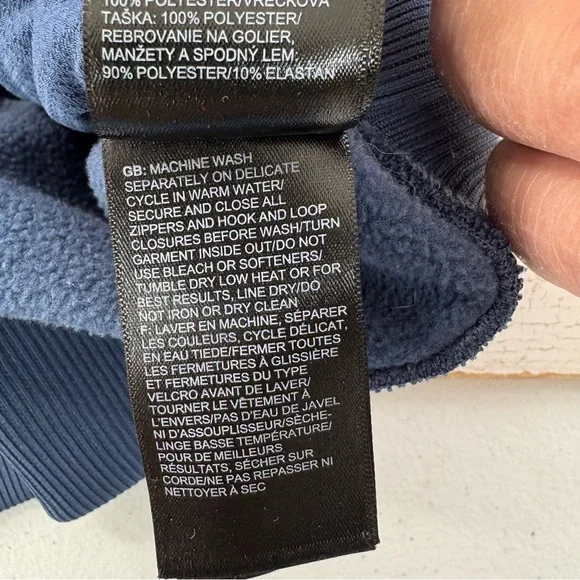 100% POLYESTER/VRECKOVÁ
TAŠKA: 100% POLYESTER/
REBROVANIE NA GOLIER,
MANŽETY A SPODNÝ LEM,
90% POLYESTER/10% ELASTAN
GB: MACHINE WASH
SEPARATELY ON DELICATE
CYCLE IN WARM WATER/
SECURE AND CLOSE ALL
ZIPPERS AND HOOK AND LOOP
CLOSURES BEFORE WASH/TURN
GARMENT INSIDE OUT/DO NOT
USE BLEACH OR SOFTENERS/
TUMBLE DRY LOW HEAT OR FOR
BEST RESULTS, LINE DRY/DO
NOT IRON OR DRY CLEAN
F: LAVER EN MACHINE, SÉPARER
LES COULEURS, CYCLE DÉLICAT,
EN EAU TIÈDE/FERMER TOUTES
LES FERMETURES À GLISSIÈRE
ET FERMETURES DU TYPE
VELCRO AVANT DE LAVER/
TOURNER LE VÊTEMENT À
L'ENVERS/PAS D'EAU DE JAVEL
NI D'ASSOUPLISSEUR/SÈCHE-
LINGE BASSE TEMPÉRATURE/
POUR DE MEILLEURS
RÉSULTATS, SÉCHER SUR
CORDE/NE PAS REPASSER NI
NETTOYER À SEC